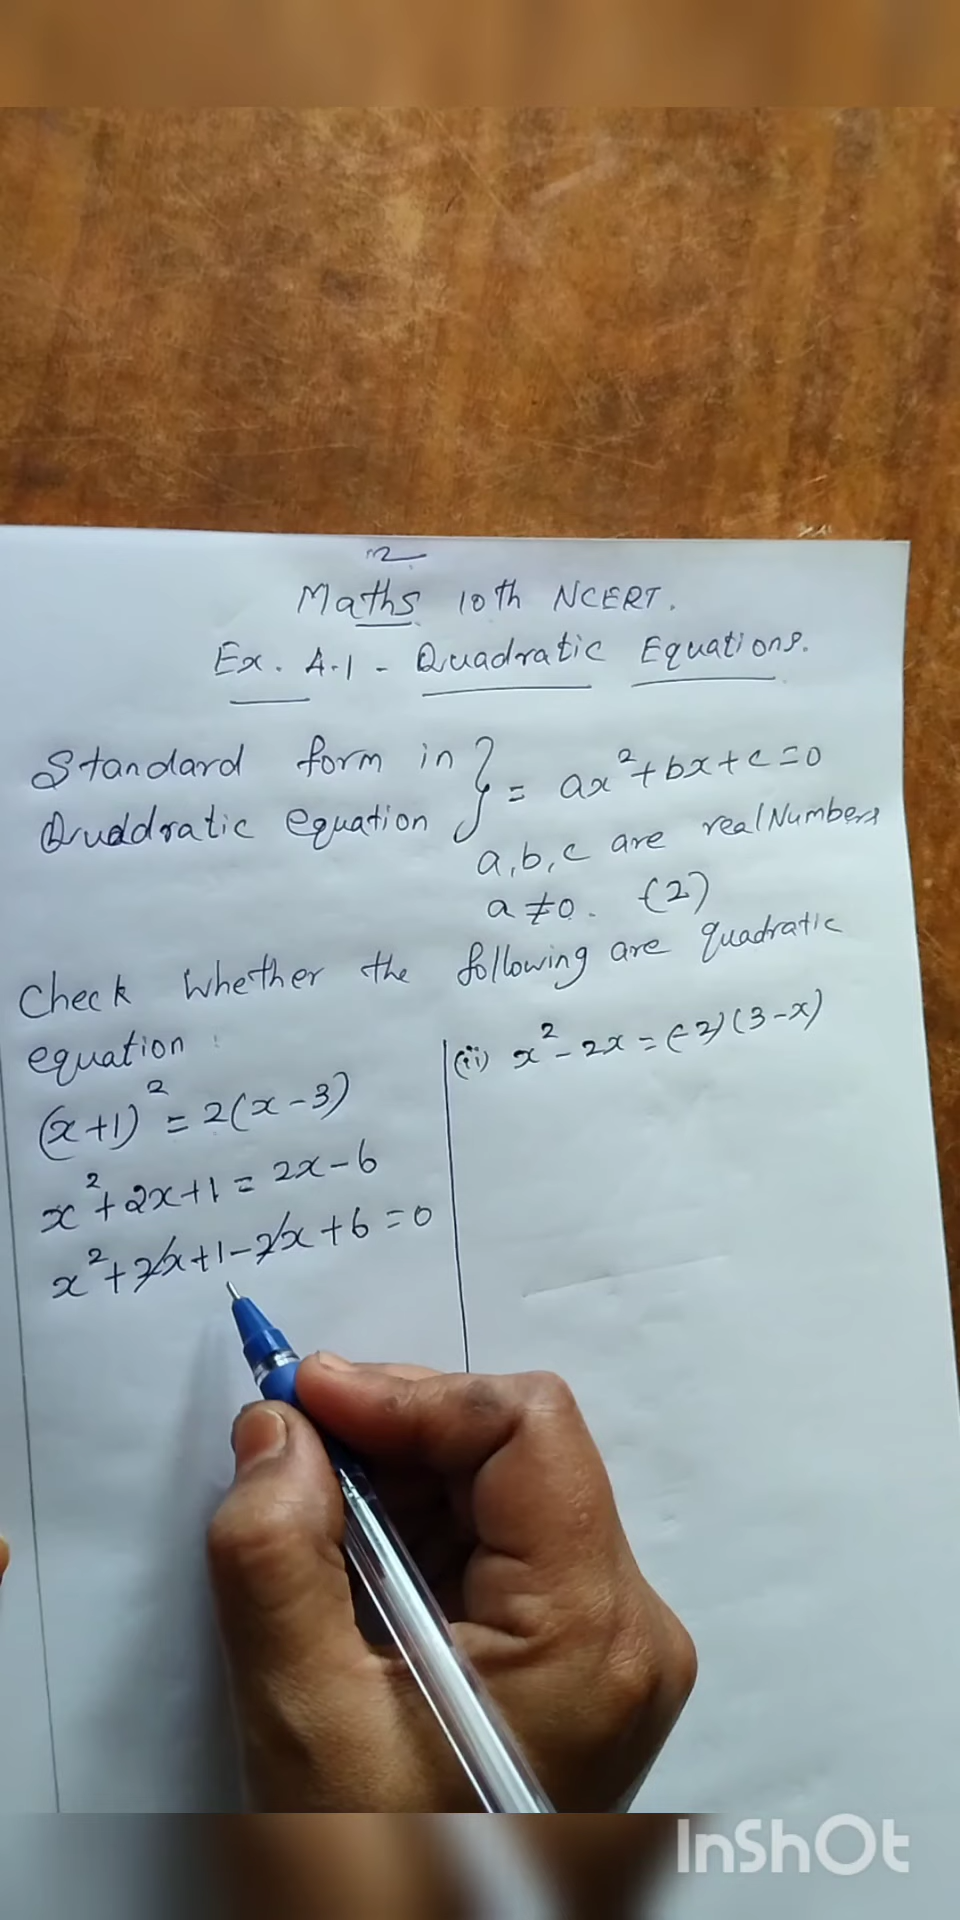 Maths 10th NCERT.
Ex. 4.1 - Quadratic Equations.
Standard form in } = ax²+bx+c=0
Quddratic equation
a, b, c are real Numbers
a ≠ 0. (2)
Check whether the following are quadratic
equation :
(x+1)² = 2(x-3)
x²+2x+1 = 2x-6
x²+2x+1-2x+6=0
(ii) x²-2x = (-2)(3-x)
InShOt